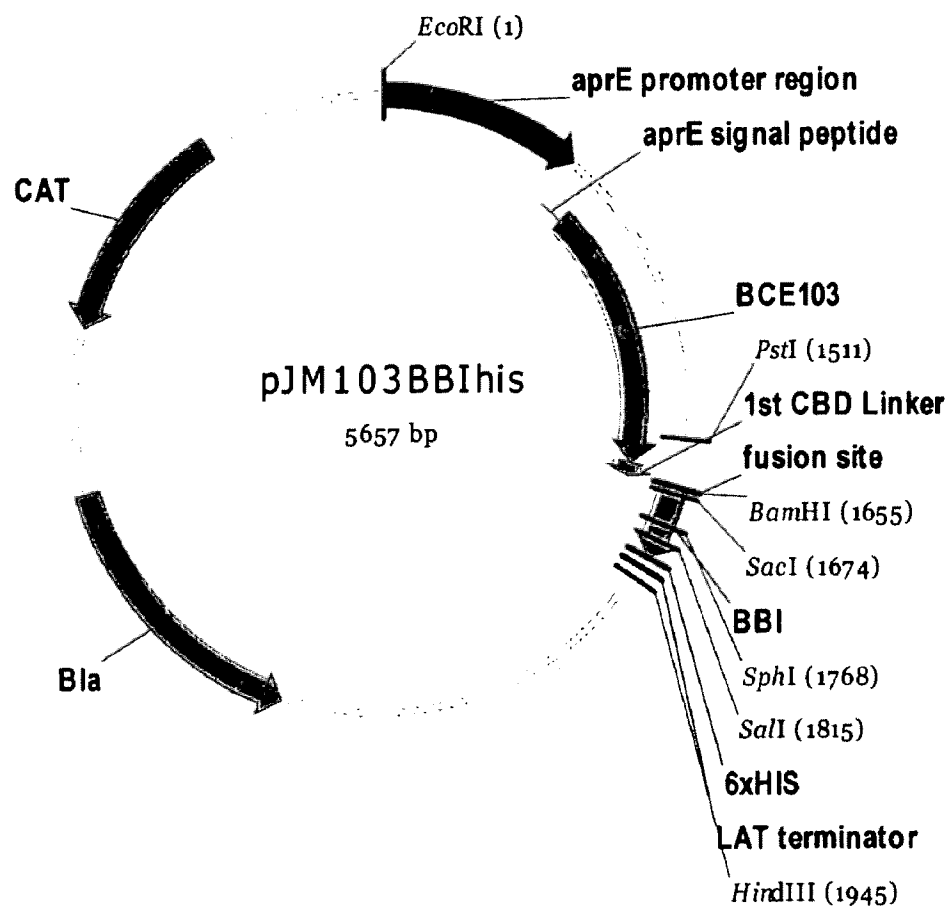 EcoRI (1)
aprE promoter region
aprE signal peptide
CAT
BCE103
PstI (1511)
1st CBD Linker
pJM103BBIhis
5657 bp
fusion site
BamHI (1655)
SacI (1674)
BBI
SphI (1768)
Bla
SalI (1815)
6xHIS
LAT terminator
HindIII (1945)